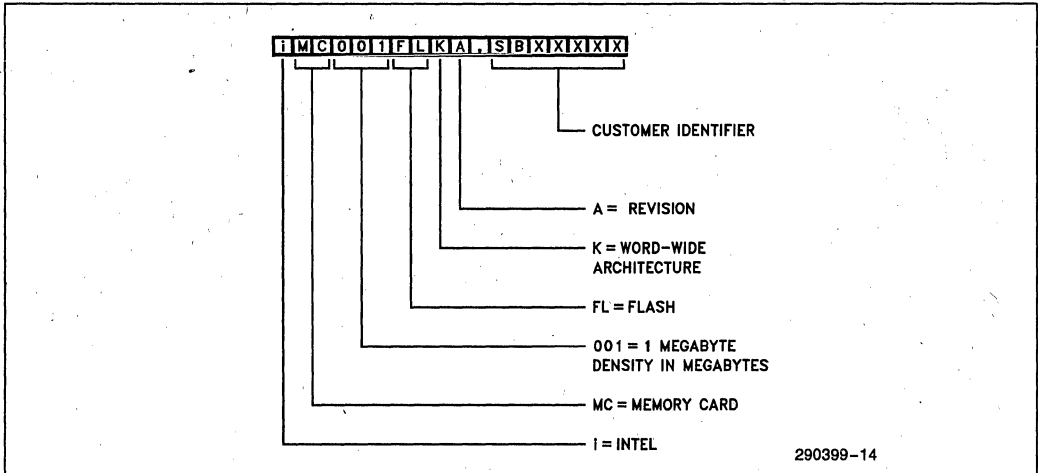 iMC001FLKA,SBXXXXX
CUSTOMER IDENTIFIER
A = REVISION
K = WORD-WIDE
ARCHITECTURE
FL = FLASH
001 = 1 MEGABYTE
DENSITY IN MEGABYTES
MC = MEMORY CARD
i = INTEL
290399-14